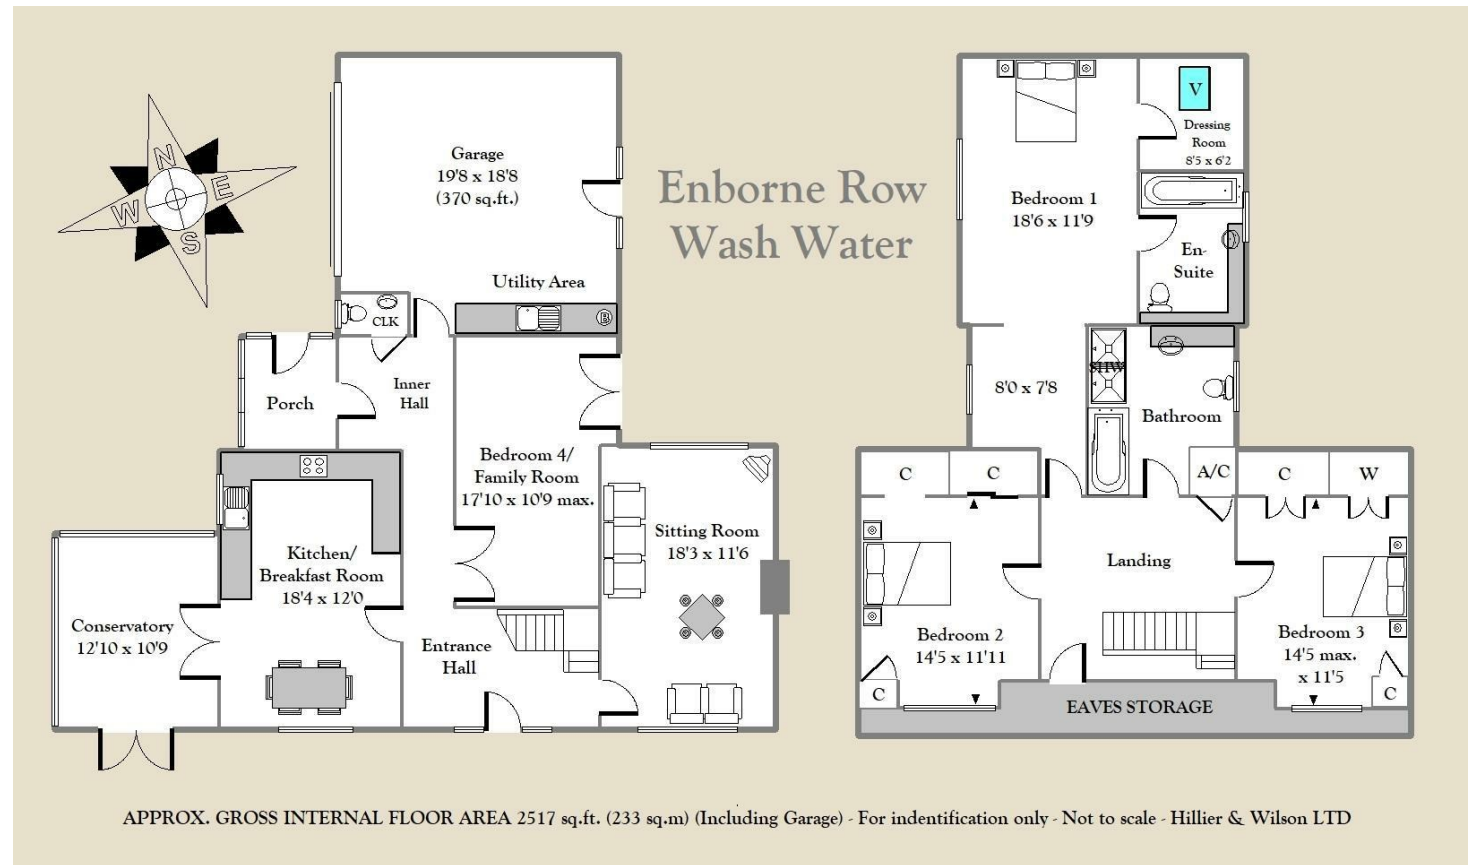 Enborne Row
Wash Water
N
E
S
W
Garage
19'8 x 18'8
(370 sq.ft.)
Utility Area
B
CLK
Inner
Hall
Porch
Bedroom 4/
Family Room
17'10 x 10'9 max.
Sitting Room
18'3 x 11'6
Kitchen/
Breakfast Room
18'4 x 12'0
Conservatory
12'10 x 10'9
Entrance
Hall
V
Dressing
Room
8'5 x 6'2
Bedroom 1
18'6 x 11'9
En-
Suite
SHW
8'0 x 7'8
Bathroom
C
C
A/C
C
W
Landing
Bedroom 2
14'5 x 11'11
C
Bedroom 3
14'5 max.
x 11'5
C
EAVES STORAGE
APPROX. GROSS INTERNAL FLOOR AREA 2517 sq.ft. (233 sq.m) (Including Garage) - For indentification only - Not to scale - Hillier & Wilson LTD